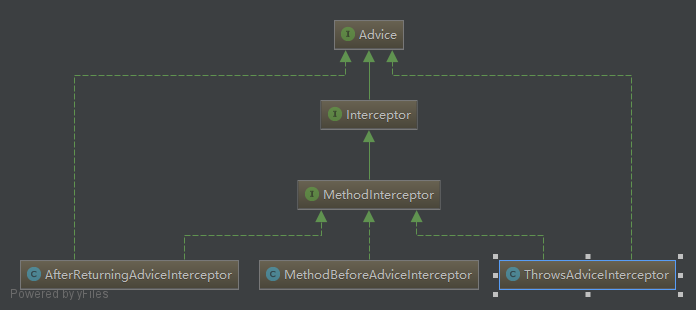 I Advice
I Interceptor
I MethodInterceptor
C AfterReturningAdviceInterceptor
C MethodBeforeAdviceInterceptor
C ThrowsAdviceInterceptor
Powered by yFiles